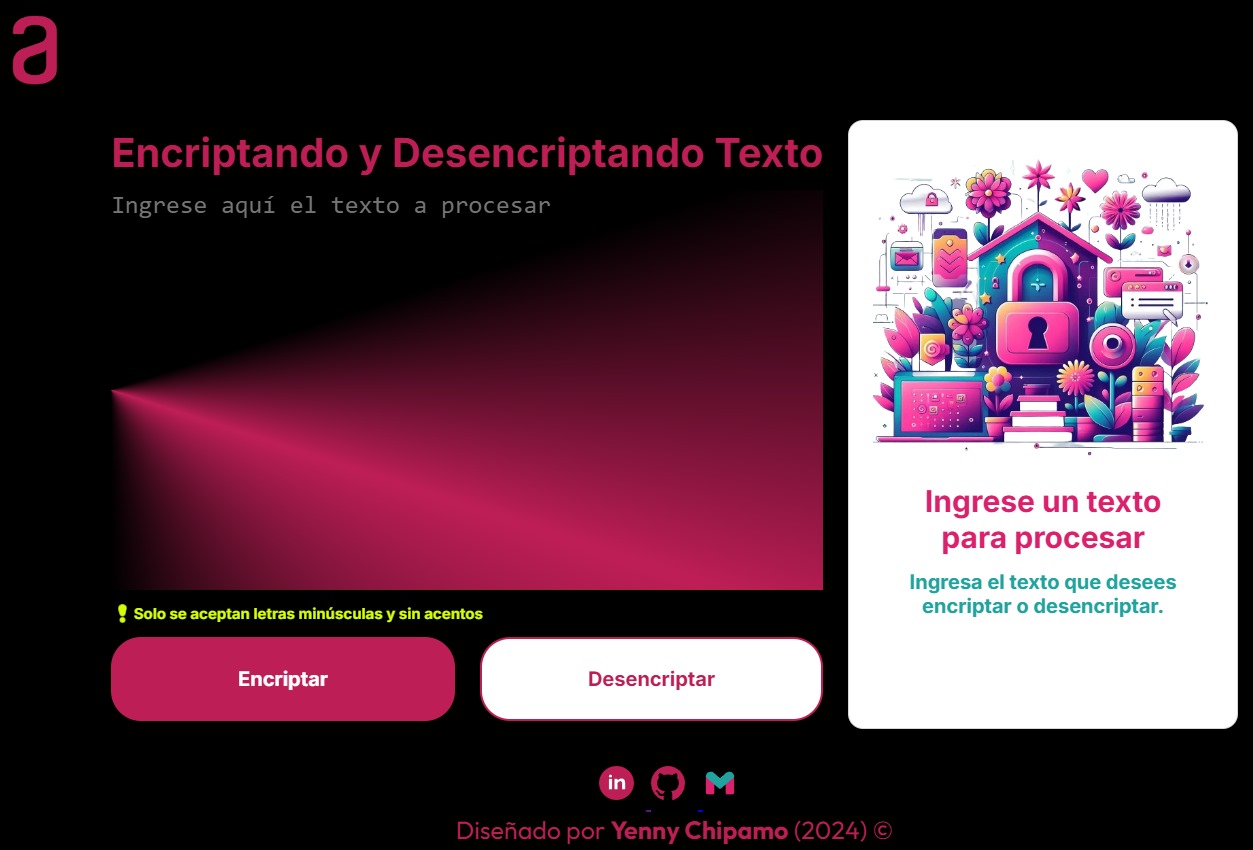 a
Encriptando y Desencriptando Texto
Ingrese aquí el texto a procesar
Ingrese un texto
para procesar
Ingresa el texto que desees
encriptar o desencriptar.
❗Solo se aceptan letras minúsculas y sin acentos
Encriptar
Desencriptar
in
Diseñado por Yenny Chipamo (2024) ©